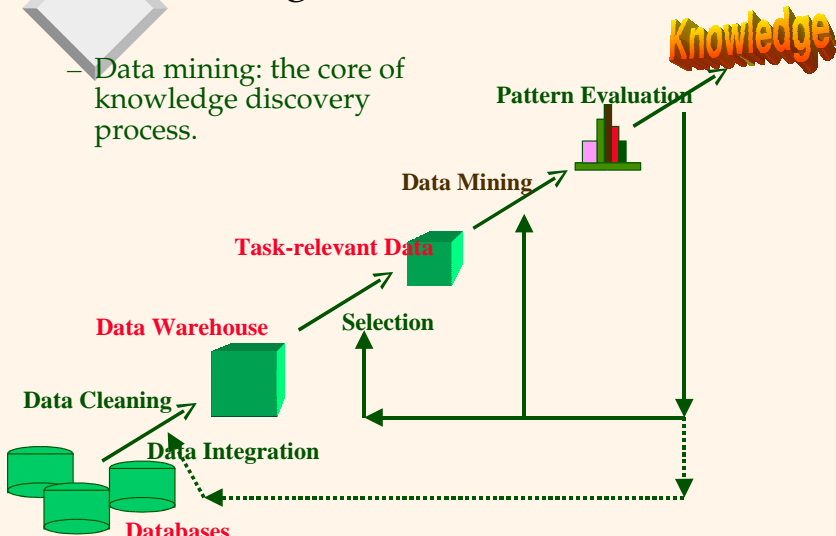 – Data mining: the core of
knowledge discovery
process.
Knowledge
Pattern Evaluation
Data Mining
Task-relevant Data
Selection
Data Warehouse
Data Cleaning
Data Integration
Databases